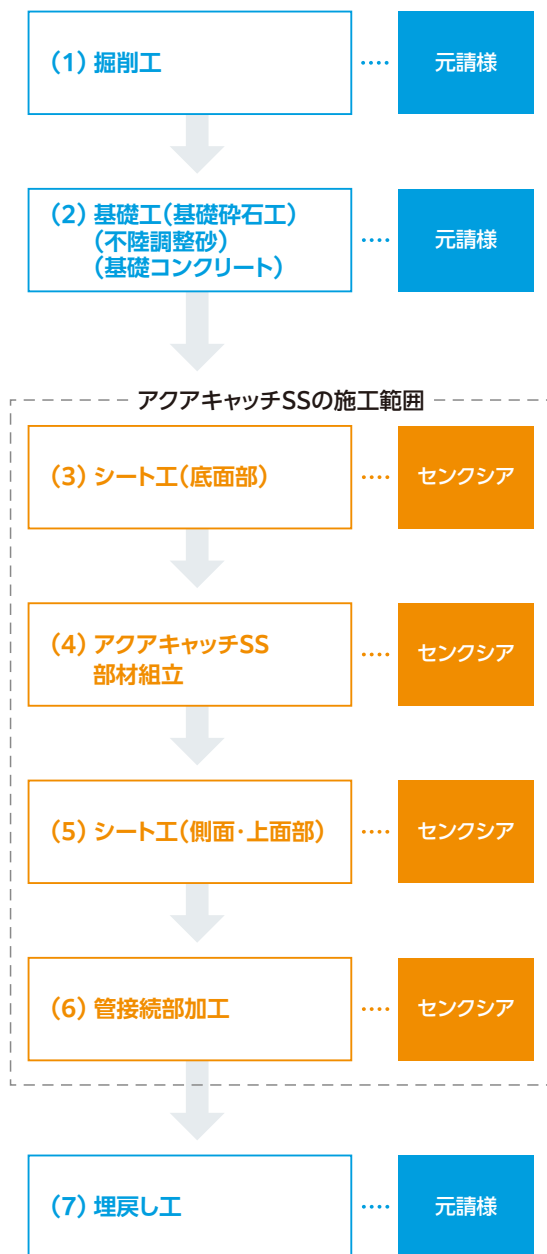 (1) 掘削工
元請様
(2) 基礎工(基礎砕石工)
(不陸調整砂)
(基礎コンクリート)
元請様
アクアキャッチSSの施工範囲
(3) シート工(底面部)
センクシア
(4) アクアキャッチSS
部材組立
センクシア
(5) シート工(側面・上面部)
センクシア
(6) 管接続部加工
センクシア
(7) 埋戻し工
元請様